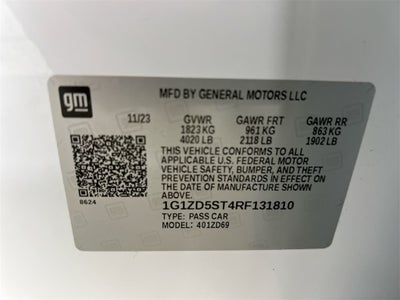 gm
MFD BY GENERAL MOTORS LLC
11/23 GVWR GAWR FRT GAWR RR
1823 KG 961 KG 863 KG
4020 LB 2118 LB 1902 LB
THIS VEHICLE CONFORMS TO ALL APPLICABLE
U.S. FEDERAL MOTOR
VEHICLE SAFETY, BUMPER, AND THEFT
PREVENTION STANDARDS IN EFFECT ON
THE DATE OF MANUFACTURE SHOWN
ABOVE.
8624
1G1ZD5ST4RF131810
TYPE: PASS CAR
MODEL: 401ZD69